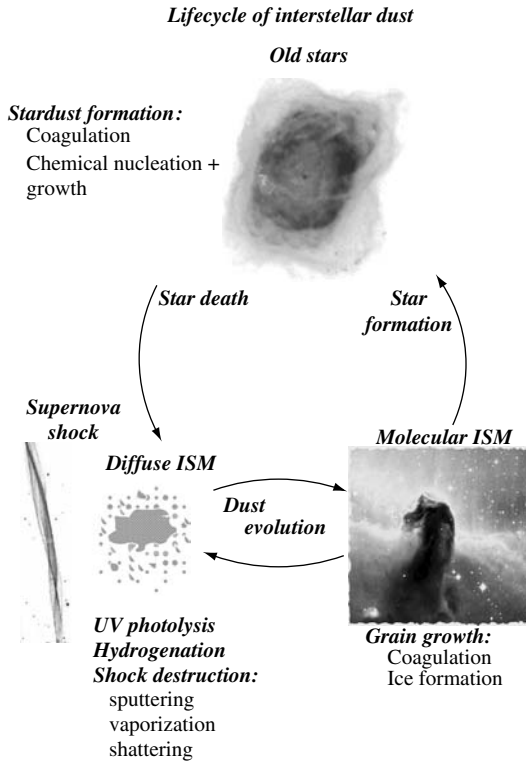 Lifecycle of interstellar dust
Old stars
Stardust formation:
Coagulation
Chemical nucleation +
growth
Star death
Star
formation
Supernova
shock
Diffuse ISM
Molecular ISM
Dust
evolution
UV photolysis
Hydrogenation
Shock destruction:
sputtering
vaporization
shattering
Grain growth:
Coagulation
Ice formation